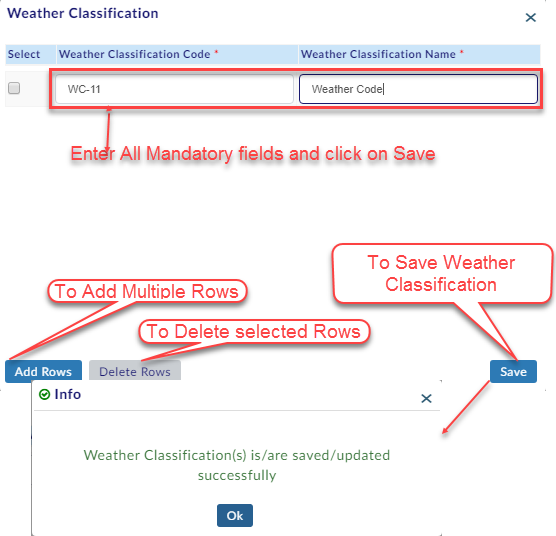 Weather Classification
Select Weather Classification Code * Weather Classification Name *
WC-11 Weather Code
Enter All Mandatory fields and click on Save
To Save Weather
Classification
To Add Multiple Rows
To Delete selected Rows
Add Rows Delete Rows Save
Info
Weather Classification(s) is/are saved/updated
successfully
Ok